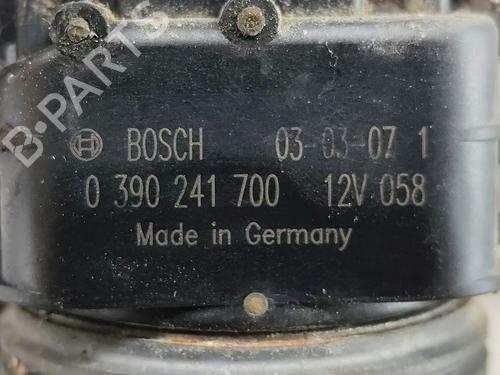 B-PARTS
BOSCH 03-03-07 1
0 390 241 700 12V 058
Made in Germany